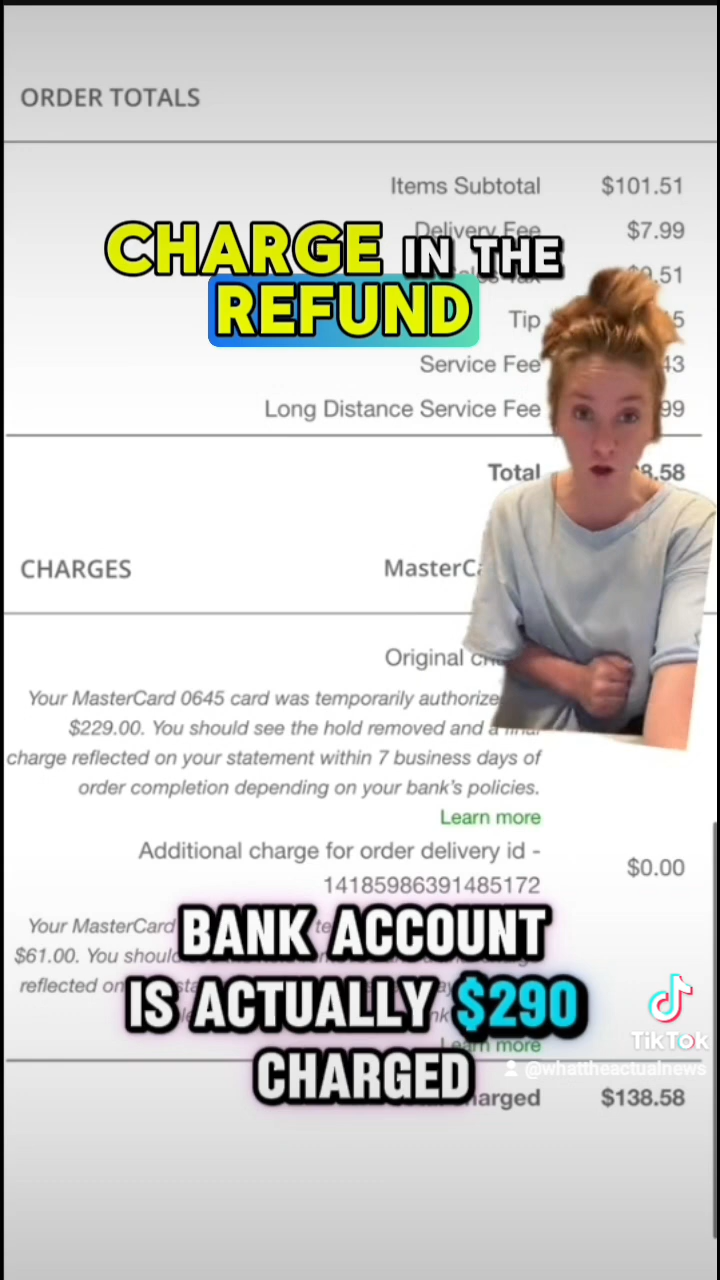 ORDER TOTALS
Items Subtotal $101.51
Delivery Fee $7.99
CHARGE IN THE
REFUND
Tip
Service Fee
Long Distance Service Fee
Total
CHARGES
Original
Your MasterCard 0645 card was temporarily
$229.00. You should see the hold removed and a final
charge reflected on your statement within 7 business days of
order completion depending on your bank's policies.
Learn more
Additional charge for order delivery id -
14185986391485172
$0.00
Your MasterCard
BANK ACCOUNT
$61.00. You
reflected on
IS ACTUALLY $290
Learn more
CHARGED
$138.58
TikTok
@whattheactualnews